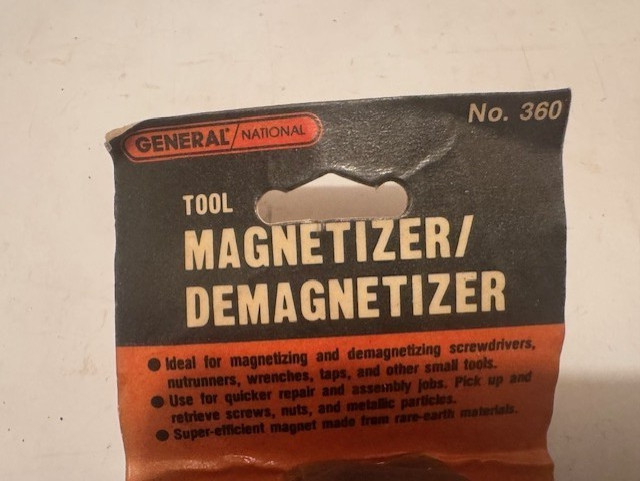 GENERAL/NATIONAL
No. 360
TOOL
MAGNETIZER/
DEMAGNETIZER
● Ideal for magnetizing and demagnetizing screwdrivers,
nutrunners, wrenches, taps, and other small tools.
● Use for quicker repair and assembly jobs. Pick up and
retrieve screws, nuts, and metallic particles.
● Super-efficient magnet made from rare-earth materials.